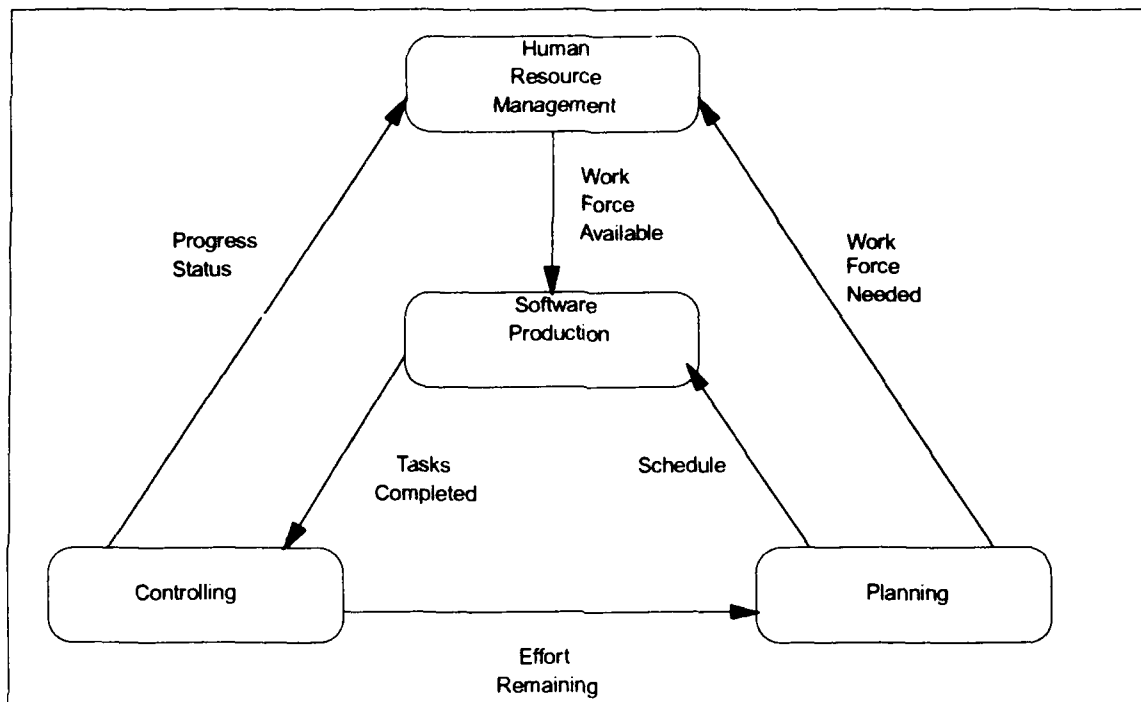 Human
Resource
Management
Work
Force
Available
Progress
Status
Work
Force
Needed
Software
Production
Tasks
Completed
Schedule
Controlling
Planning
Effort
Remaining